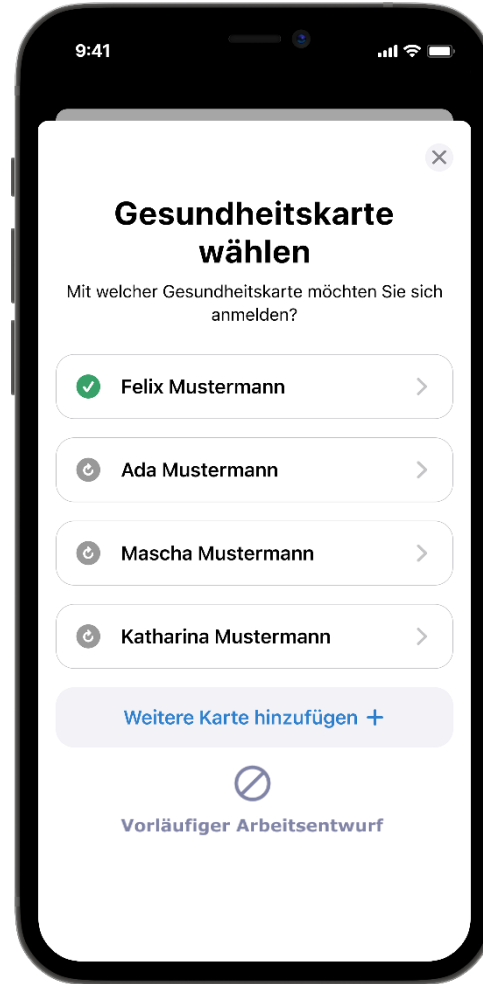 9:41
Gesundheitskarte
wählen
Mit welcher Gesundheitskarte möchten Sie sich
anmelden?
Felix Mustermann
Ada Mustermann
Mascha Mustermann
Katharina Mustermann
Weitere Karte hinzufügen +
Vorläufiger Arbeitsentwurf